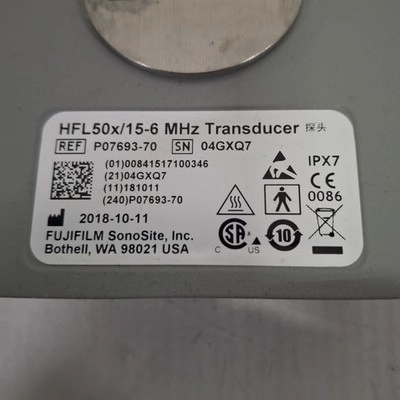 HFL50x/15-6 MHz Transducer 探头
REF P07693-70 SN 04GXQ7
(01)00841517100346
(21)04GXQ7
(11)181011
(240)P07693-70
IPX7
CE
0086
2018-10-11
FUJIFILM SonoSite, Inc.
Bothell, WA 98021 USA
C SA US
10